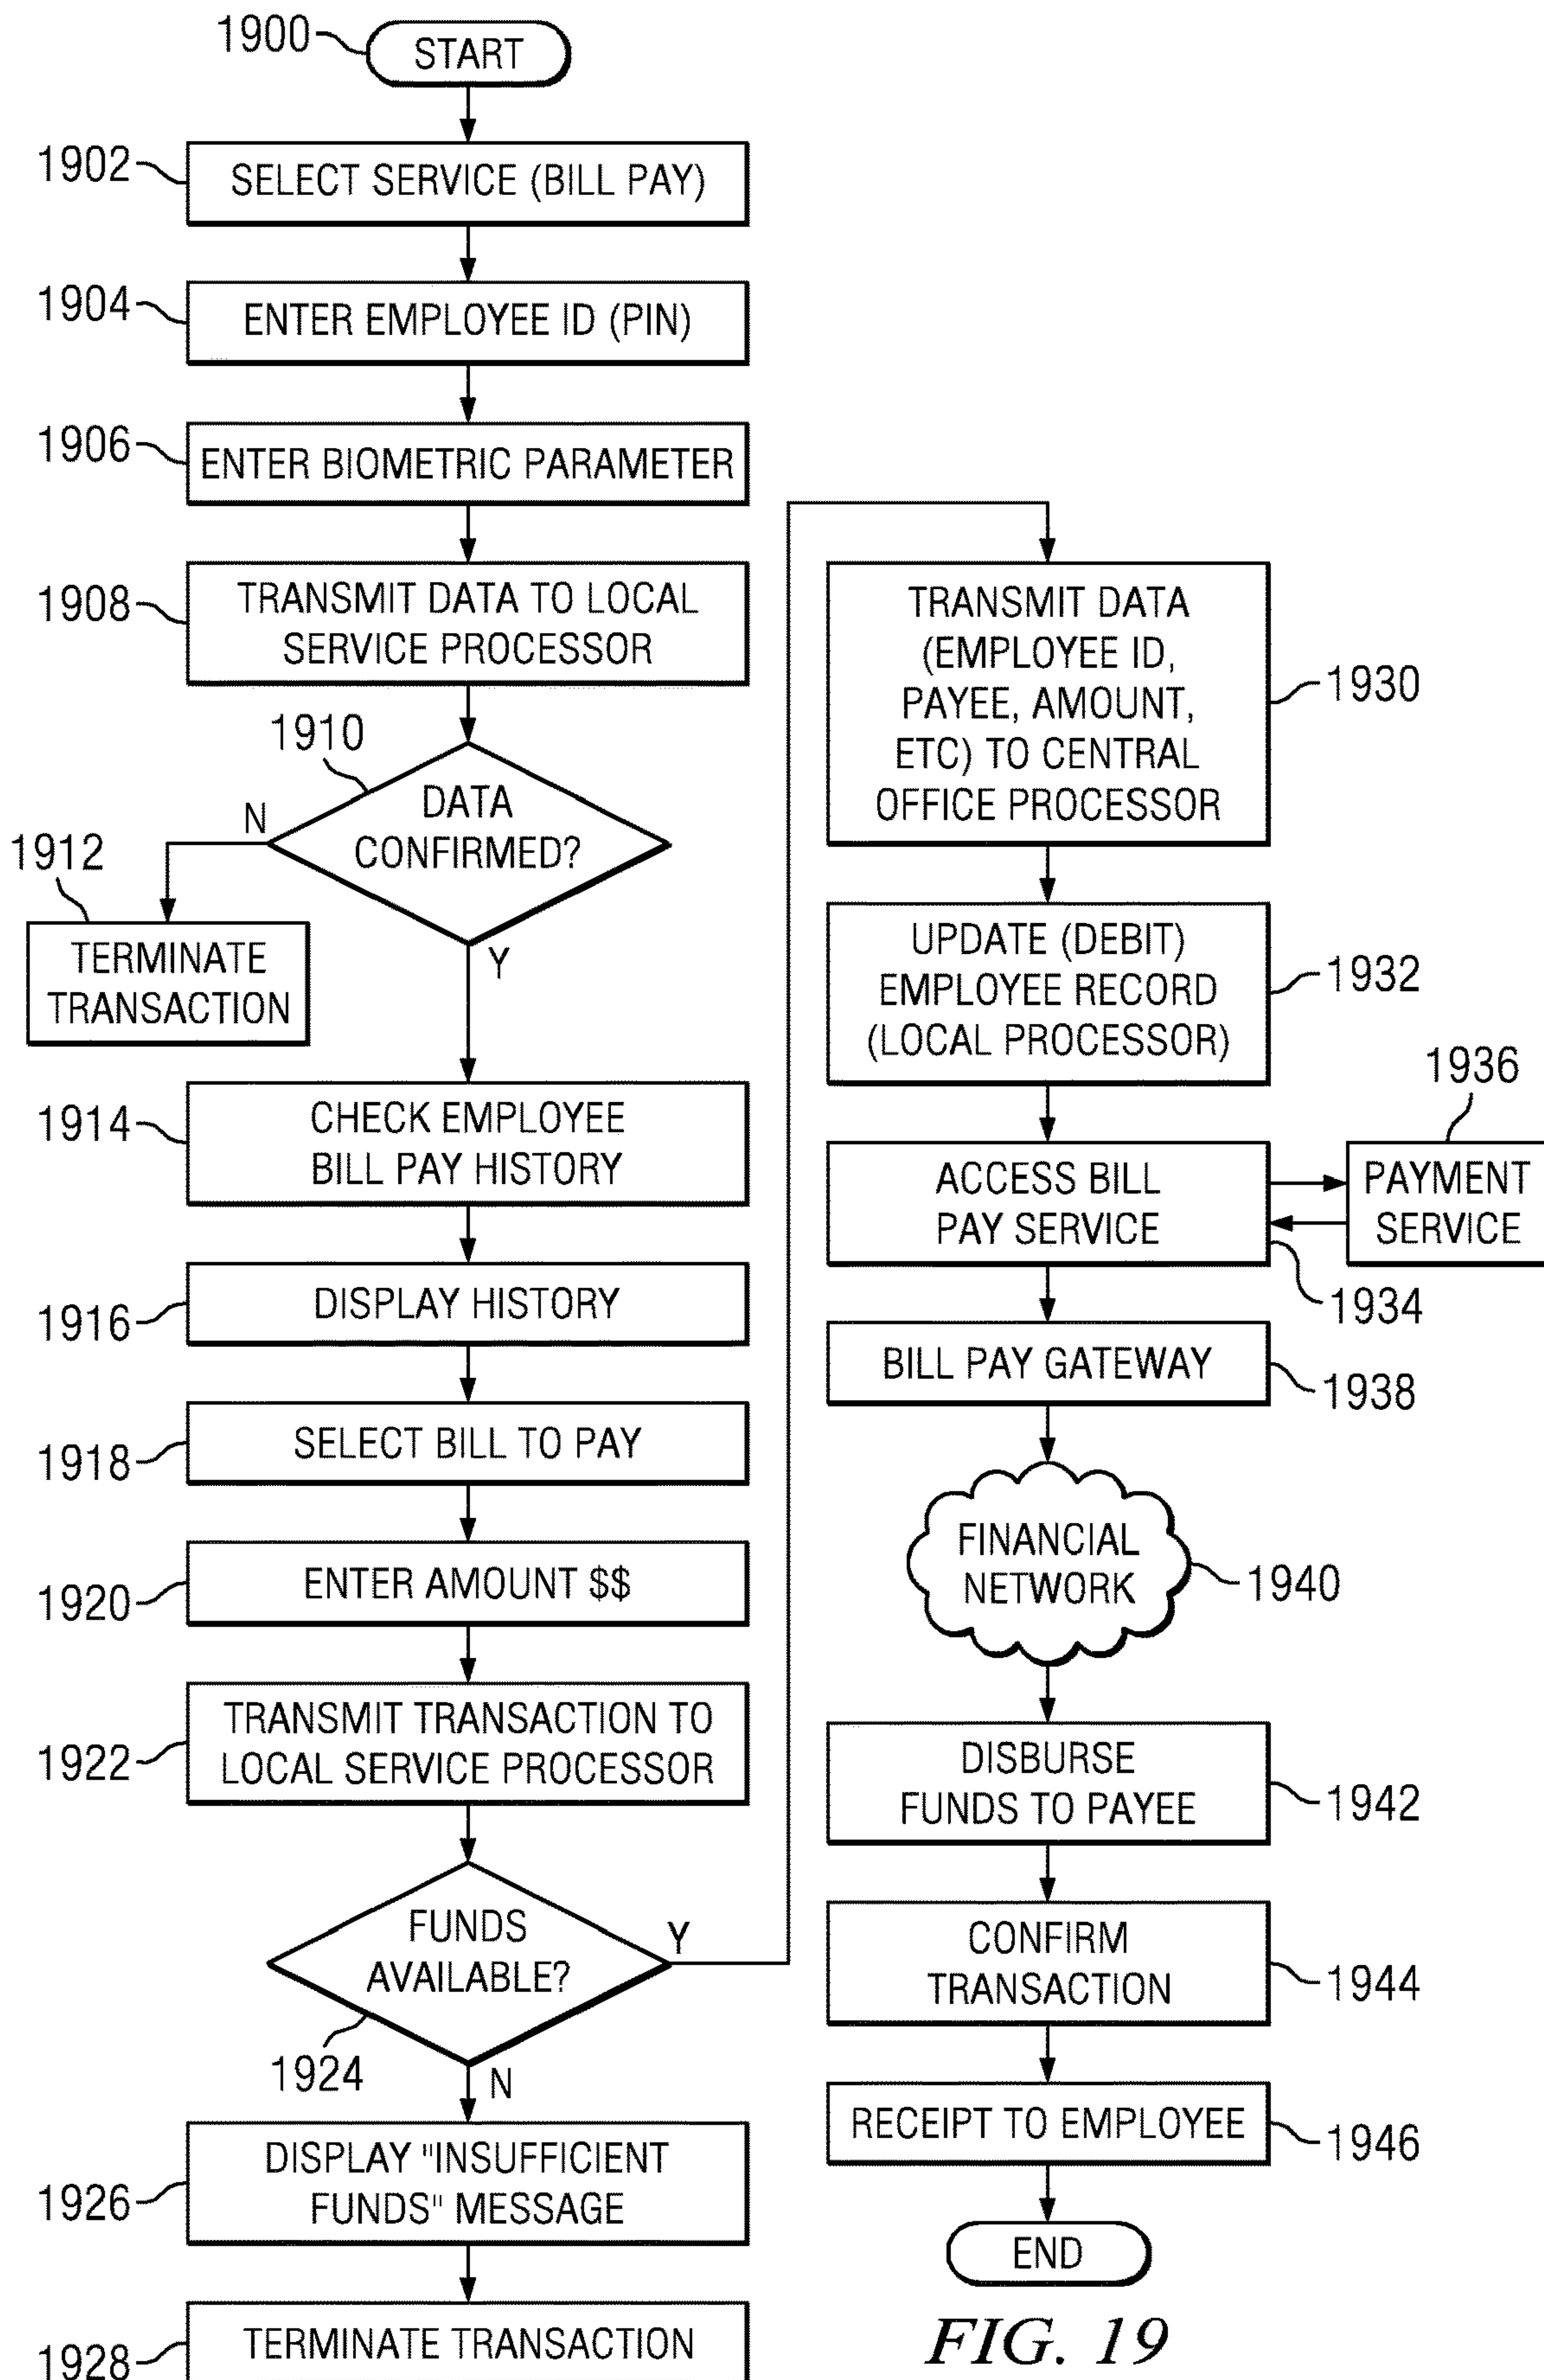 1900
START
1902
SELECT SERVICE (BILL PAY)
1904
ENTER EMPLOYEE ID (PIN)
1906
ENTER BIOMETRIC PARAMETER
1908
TRANSMIT DATA TO LOCAL
SERVICE PROCESSOR
1910
DATA
CONFIRMED?
N
Y
1912
TERMINATE
TRANSACTION
1914
CHECK EMPLOYEE
BILL PAY HISTORY
1916
DISPLAY HISTORY
1918
SELECT BILL TO PAY
1920
ENTER AMOUNT $$
1922
TRANSMIT TRANSACTION TO
LOCAL SERVICE PROCESSOR
FUNDS
AVAILABLE?
Y
1924
N
1926
DISPLAY "INSUFFICIENT
FUNDS" MESSAGE
1928
TERMINATE TRANSACTION
TRANSMIT DATA
(EMPLOYEE ID,
PAYEE, AMOUNT,
ETC) TO CENTRAL
OFFICE PROCESSOR
1930
UPDATE (DEBIT)
EMPLOYEE RECORD
(LOCAL PROCESSOR)
1932
1936
ACCESS BILL
PAY SERVICE
PAYMENT
SERVICE
1934
BILL PAY GATEWAY
1938
FINANCIAL
NETWORK
1940
DISBURSE
FUNDS TO PAYEE
1942
CONFIRM
TRANSACTION
1944
RECEIPT TO EMPLOYEE
1946
END
FIG. 19